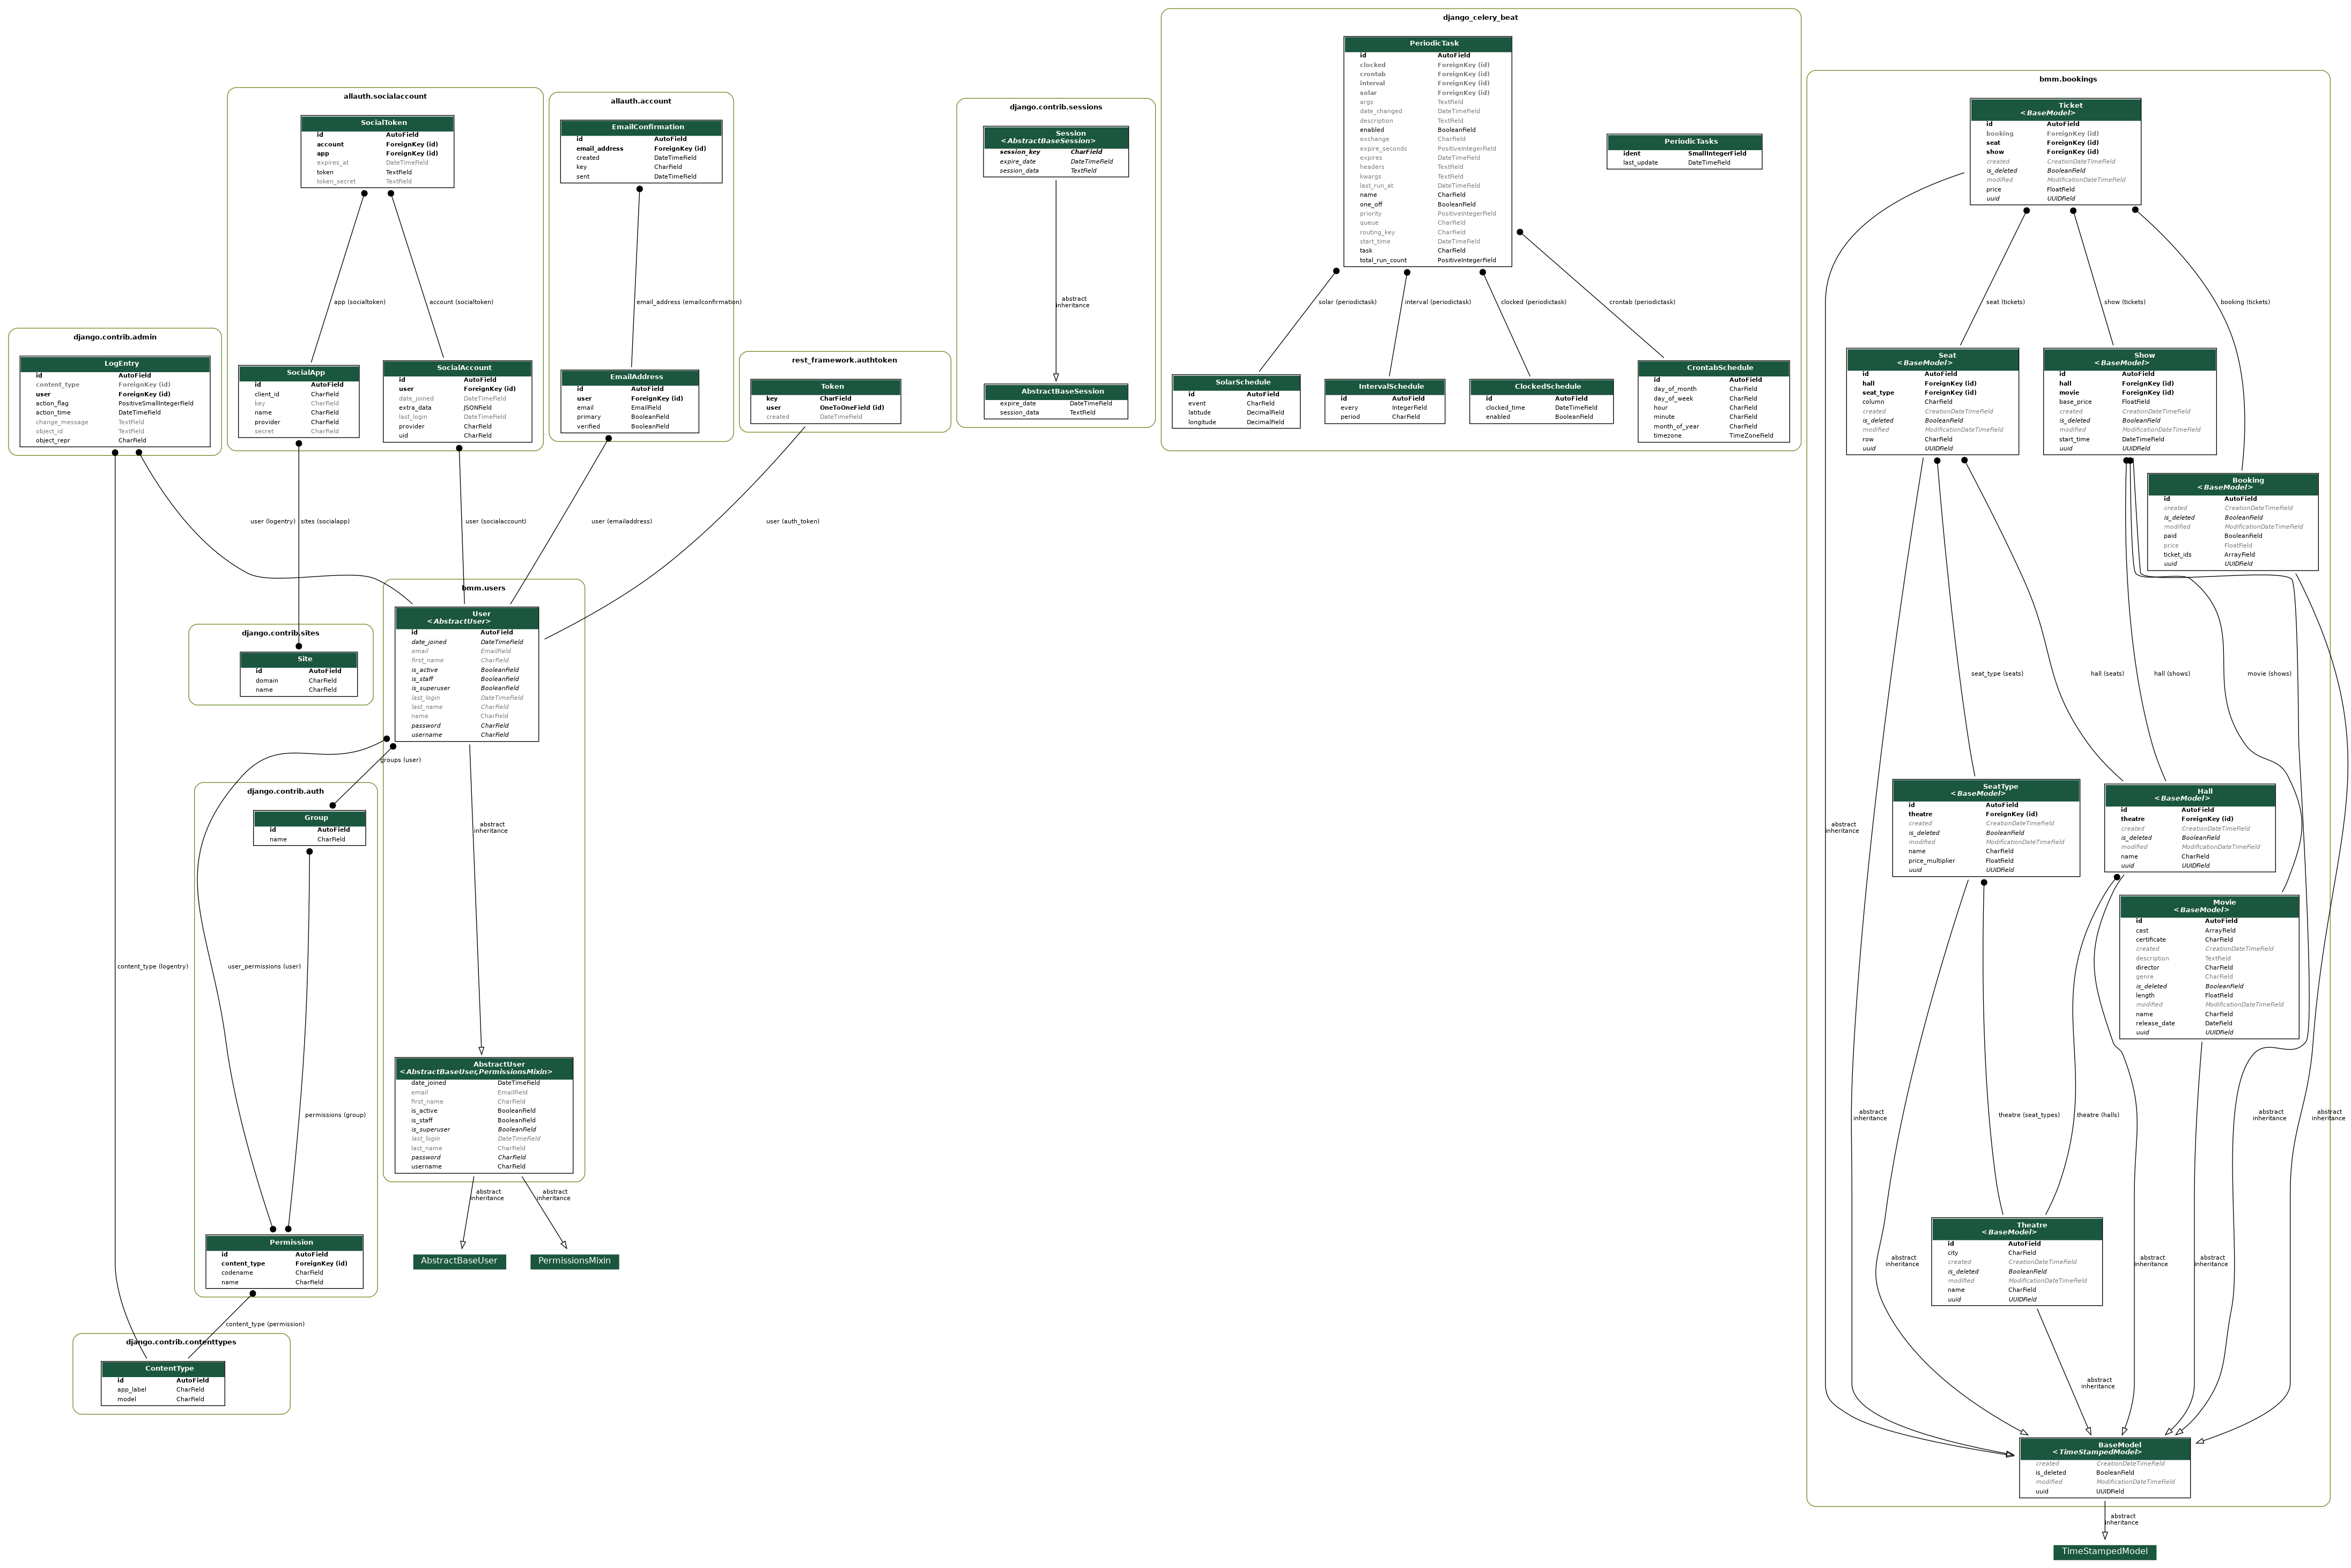 django.contrib.admin
LogEntry
id AutoField
content_type ForeignKey (id)
user ForeignKey (id)
action_flag PositiveSmallIntegerField
action_time DateTimeField
change_message TextField
object_id TextField
object_repr CharField
allauth.socialaccount
SocialToken
id AutoField
account ForeignKey (id)
app ForeignKey (id)
expires_at DateTimeField
token TextField
token_secret TextField
app (socialtoken)
account (socialtoken)
SocialApp
id AutoField
client_id CharField
key CharField
name CharField
provider CharField
secret CharField
SocialAccount
id AutoField
user ForeignKey (id)
date_joined DateTimeField
extra_data JSONField
last_login DateTimeField
provider CharField
uid CharField
allauth.account
EmailConfirmation
id AutoField
email_address ForeignKey (id)
created DateTimeField
key CharField
sent DateTimeField
email_address (emailconfirmation)
EmailAddress
id AutoField
user ForeignKey (id)
email EmailField
primary BooleanField
verified BooleanField
rest_framework.authtoken
Token
key CharField
user OneToOneField (id)
created DateTimeField
django.contrib.sessions
Session
<AbstractBaseSession>
session_key CharField
expire_date DateTimeField
session_data TextField
abstract
inheritance
AbstractBaseSession
expire_date DateTimeField
session_data TextField
django_celery_beat
PeriodicTask
id AutoField
clocked ForeignKey (id)
crontab ForeignKey (id)
interval ForeignKey (id)
solar ForeignKey (id)
args TextField
date_changed DateTimeField
description TextField
enabled BooleanField
exchange CharField
expire_seconds PositiveIntegerField
expires DateTimeField
headers TextField
kwargs TextField
last_run_at DateTimeField
name CharField
one_off BooleanField
priority PositiveIntegerField
queue CharField
routing_key CharField
start_time DateTimeField
task CharField
total_run_count PositiveIntegerField
PeriodicTasks
ident SmallIntegerField
last_update DateTimeField
solar (periodictask)
interval (periodictask)
clocked (periodictask)
crontab (periodictask)
SolarSchedule
id AutoField
event CharField
latitude DecimalField
longitude DecimalField
IntervalSchedule
id AutoField
every IntegerField
period CharField
ClockedSchedule
id AutoField
clocked_time DateTimeField
enabled BooleanField
CrontabSchedule
id AutoField
day_of_month CharField
day_of_week CharField
hour CharField
minute CharField
month_of_year CharField
timezone TimeZoneField
user (logentry)
sites (socialapp)
user (socialaccount)
user (emailaddress)
user (auth_token)
django.contrib.sites
Site
id AutoField
domain CharField
name CharField
bmm.users
User
<AbstractUser>
id AutoField
date_joined DateTimeField
email EmailField
first_name CharField
is_active BooleanField
is_staff BooleanField
is_superuser BooleanField
last_login DateTimeField
last_name CharField
name CharField
password CharField
username CharField
groups (user)
abstract
inheritance
AbstractUser
<AbstractBaseUser,PermissionsMixin>
date_joined DateTimeField
email EmailField
first_name CharField
is_active BooleanField
is_staff BooleanField
is_superuser BooleanField
last_login DateTimeField
last_name CharField
password CharField
username CharField
abstract
inheritance
abstract
inheritance
AbstractBaseUser
PermissionsMixin
django.contrib.auth
Group
id AutoField
name CharField
content_type (logentry)
user_permissions (user)
permissions (group)
Permission
id AutoField
content_type ForeignKey (id)
codename CharField
name CharField
content_type (permission)
django.contrib.contenttypes
ContentType
id AutoField
app_label CharField
model CharField
bmm.bookings
Ticket
<BaseModel>
id AutoField
booking ForeignKey (id)
seat ForeignKey (id)
show ForeignKey (id)
created CreationDateTimeField
is_deleted BooleanField
modified ModificationDateTimeField
price FloatField
uuid UUIDField
seat (tickets)
show (tickets)
booking (tickets)
Seat
<BaseModel>
id AutoField
hall ForeignKey (id)
seat_type ForeignKey (id)
column CharField
created CreationDateTimeField
is_deleted BooleanField
modified ModificationDateTimeField
row CharField
uuid UUIDField
Show
<BaseModel>
id AutoField
hall ForeignKey (id)
movie ForeignKey (id)
base_price FloatField
created CreationDateTimeField
is_deleted BooleanField
modified ModificationDateTimeField
start_time DateTimeField
uuid UUIDField
Booking
<BaseModel>
id AutoField
created CreationDateTimeField
is_deleted BooleanField
modified ModificationDateTimeField
paid BooleanField
price FloatField
ticket_ids ArrayField
uuid UUIDField
seat_type (seats)
hall (seats)
hall (shows)
movie (shows)
abstract
inheritance
SeatType
<BaseModel>
id AutoField
theatre ForeignKey (id)
created CreationDateTimeField
is_deleted BooleanField
modified ModificationDateTimeField
name CharField
price_multiplier FloatField
uuid UUIDField
Hall
<BaseModel>
id AutoField
theatre ForeignKey (id)
created CreationDateTimeField
is_deleted BooleanField
modified ModificationDateTimeField
name CharField
uuid UUIDField
Movie
<BaseModel>
id AutoField
cast ArrayField
certificate CharField
created CreationDateTimeField
description TextField
director CharField
genre CharField
is_deleted BooleanField
length FloatField
modified ModificationDateTimeField
name CharField
release_date DateField
uuid UUIDField
abstract
inheritance
theatre (seat_types)
theatre (halls)
abstract
inheritance
abstract
inheritance
Theatre
<BaseModel>
id AutoField
city CharField
created CreationDateTimeField
is_deleted BooleanField
modified ModificationDateTimeField
name CharField
uuid UUIDField
abstract
inheritance
abstract
inheritance
abstract
inheritance
abstract
inheritance
BaseModel
<TimeStampedModel>
created CreationDateTimeField
is_deleted BooleanField
modified ModificationDateTimeField
uuid UUIDField
abstract
inheritance
TimeStampedModel